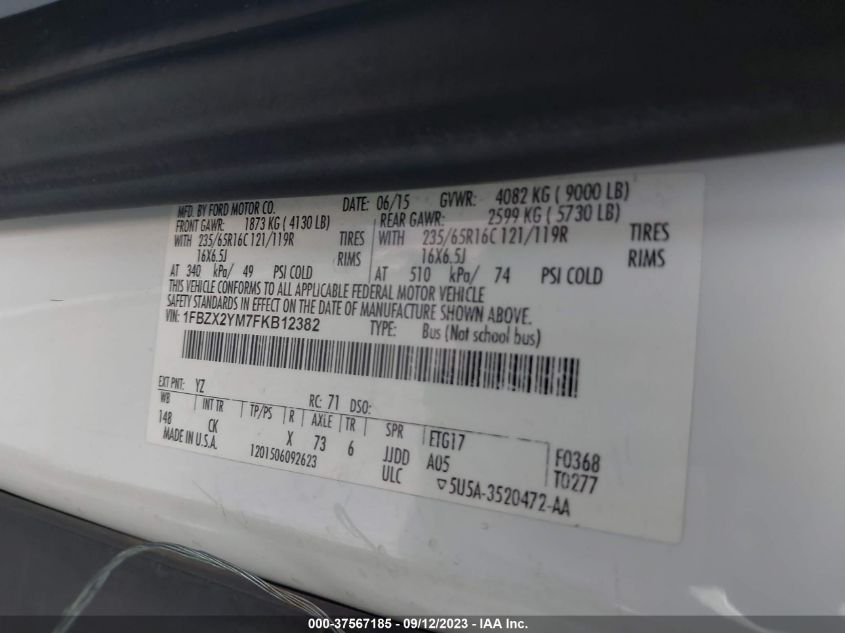 MFD. BY FORD MOTOR CO. DATE: 06/15 GVWR: 4082 KG ( 9000 LB)
FRONT GAWR: 1873 KG ( 4130 LB) REAR GAWR: 2599 KG ( 5730 LB)
WITH 235/65R16C 121/119R TIRES WITH 235/65R16C 121/119R TIRES
16X6.5J RIMS 16X6.5J RIMS
AT 340 kPa/ 49 PSI COLD AT 510 kPa/ 74 PSI COLD
THIS VEHICLE CONFORMS TO ALL APPLICABLE FEDERAL MOTOR VEHICLE
SAFETY STANDARDS IN EFFECT ON THE DATE OF MANUFACTURE SHOWN ABOVE.
VIN: 1FBZX2YM7FKB12382 TYPE: Bus (Not school bus)
EXT PNT: YZ RC: 71 DSO:
WB INT TR TP/PS R AXLE TR SPR ETG17
148 CK X 73 6 JJDD A05 F0368
MADE IN U.S.A. 1201506092623 ULC T0277
▽5U5A-3520472-AA
000-37567185 - 09/12/2023 - IAA Inc.